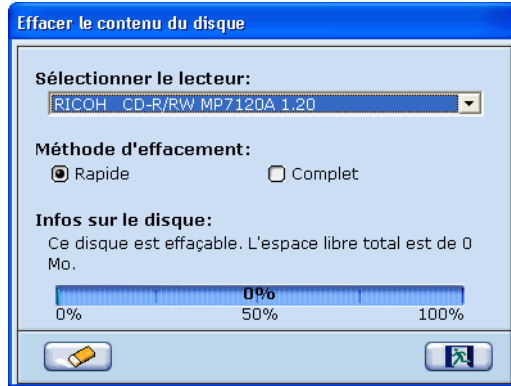 Effacer le contenu du disque
Sélectionner le lecteur:
RICOH CD-R/RW MP7120A 1.20
Méthode d'effacement:
Rapide Complet
Infos sur le disque:
Ce disque est effaçable. L'espace libre total est de 0
Mo.
0%
0% 50% 100%